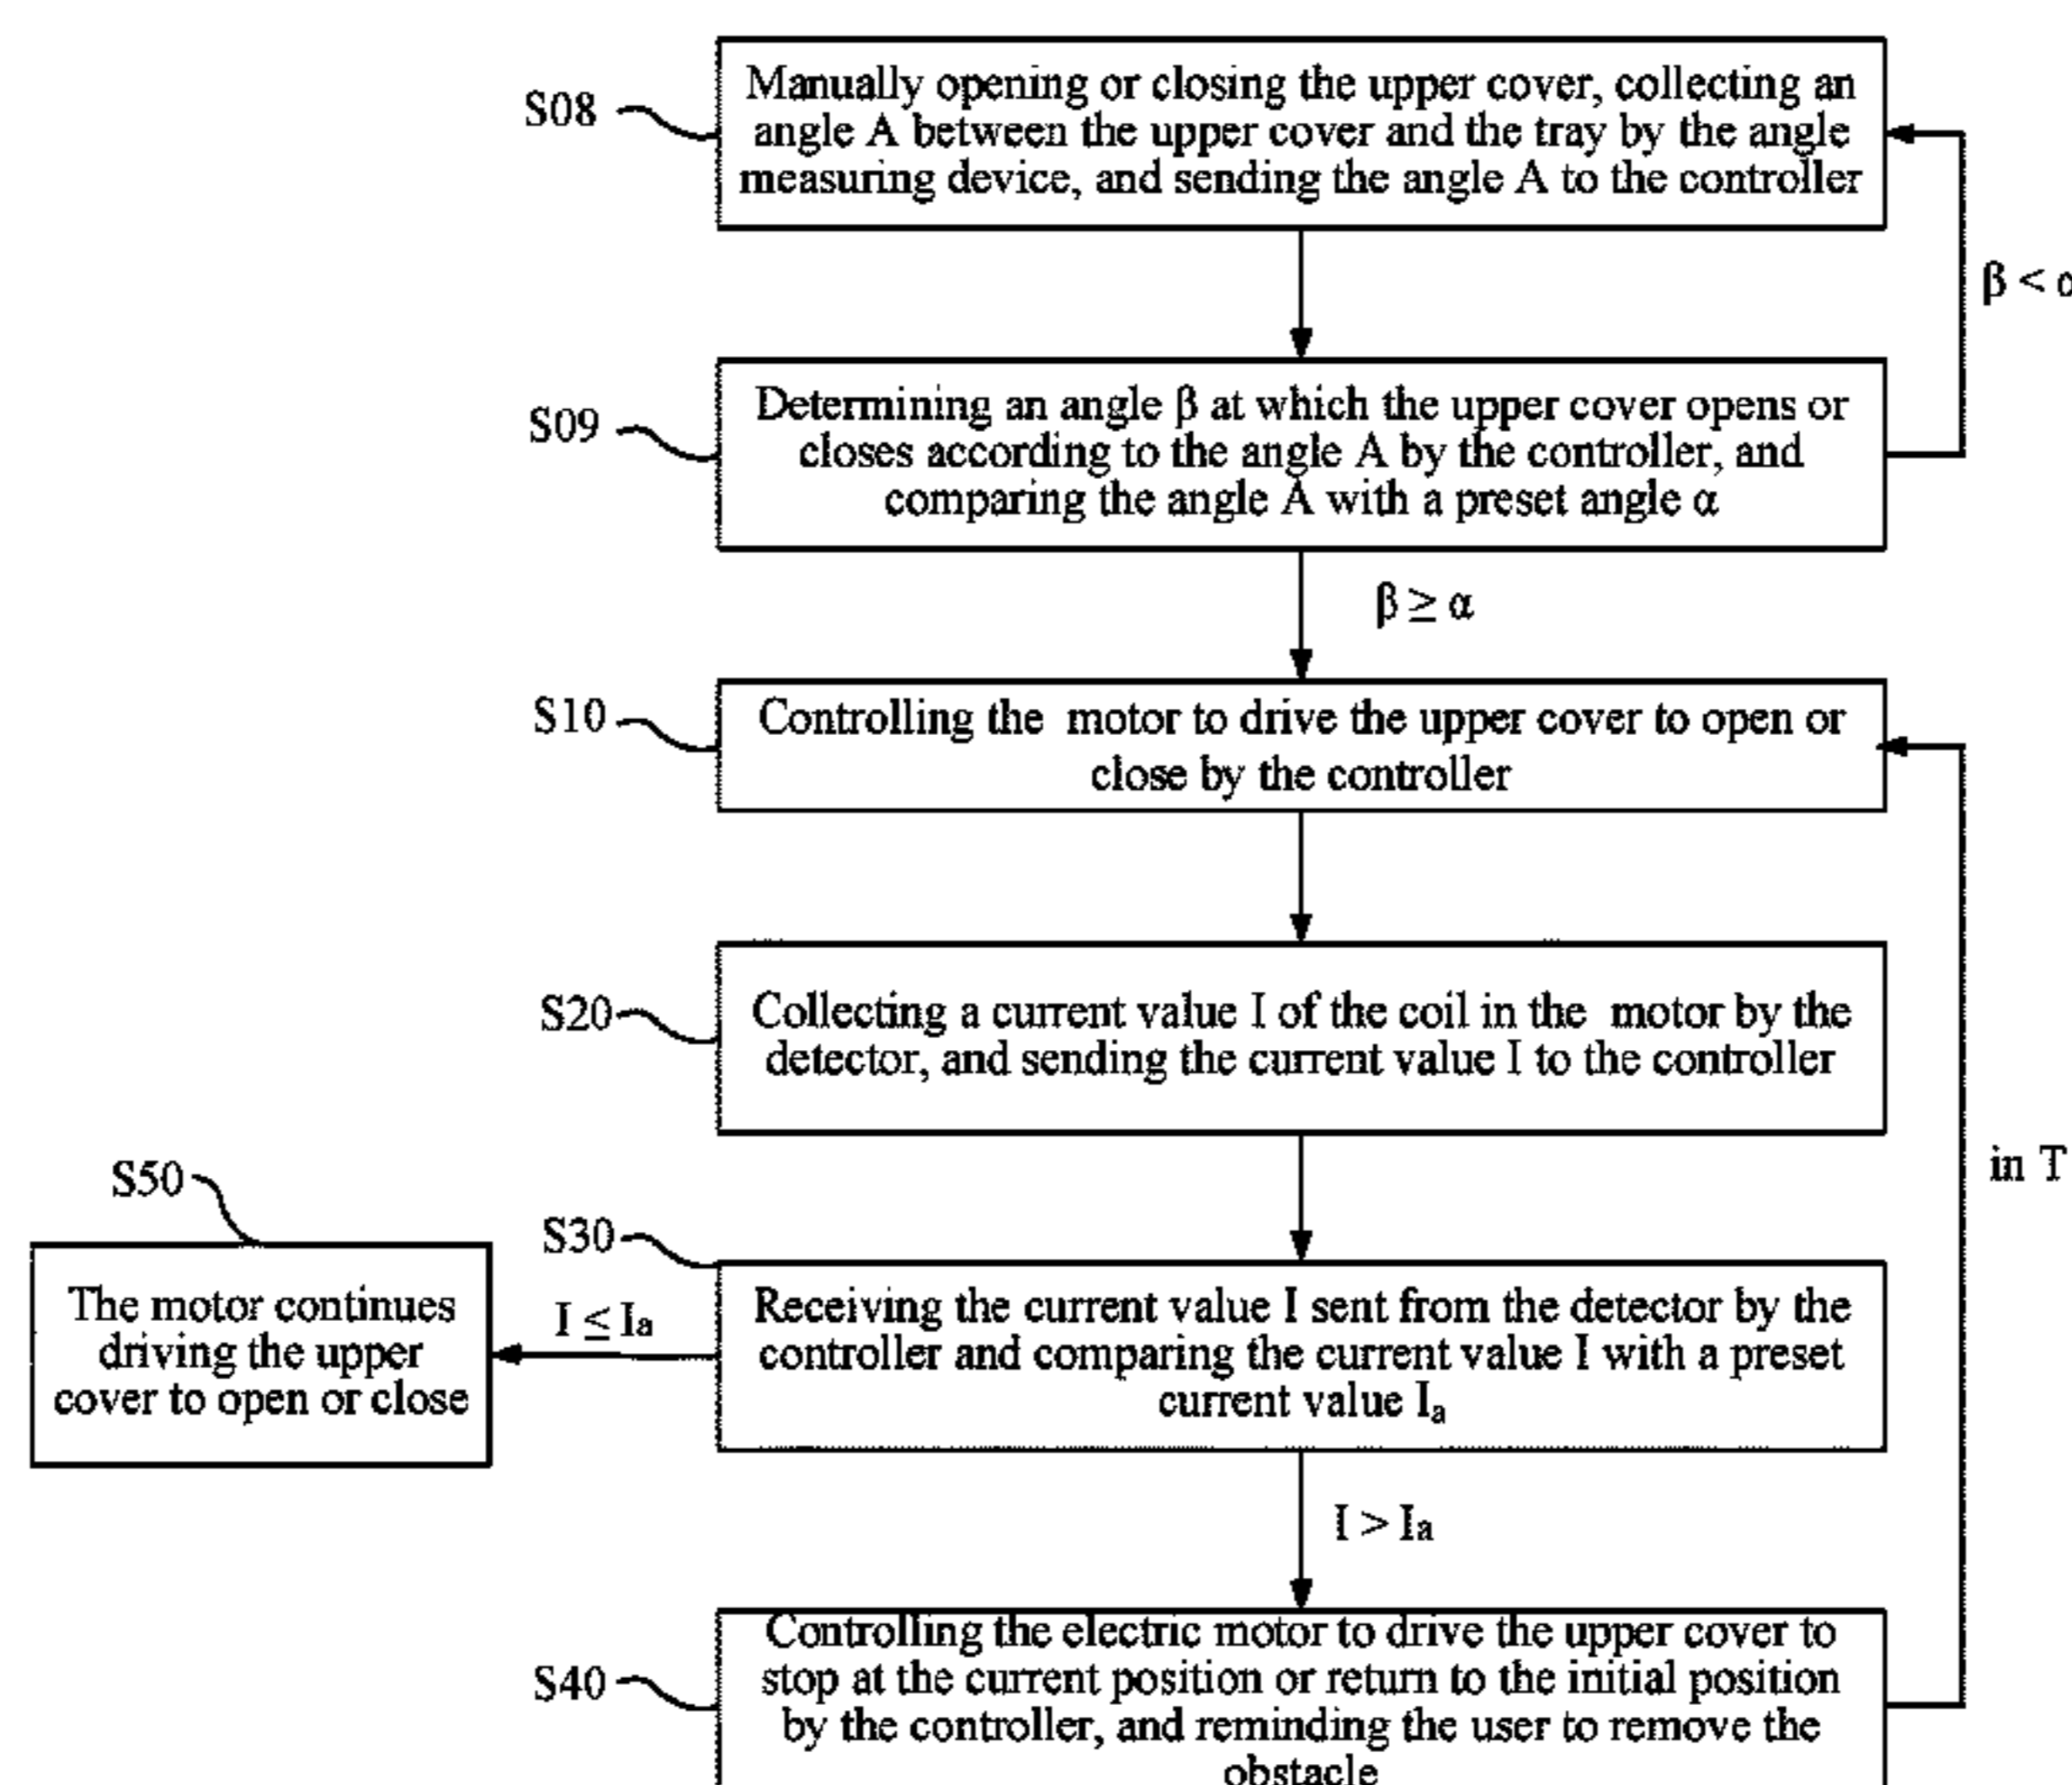 S08
Manually opening or closing the upper cover, collecting an
angle A between the upper cover and the tray by the angle
measuring device, and sending the angle A to the controller
β < α
S09
Determining an angle β at which the upper cover opens or
closes according to the angle A by the controller, and
comparing the angle A with a preset angle α
β ≥ α
S10
Controlling the motor to drive the upper cover to open or
close by the controller
S20
Collecting a current value I of the coil in the motor by the
detector, and sending the current value I to the controller
in T
S50
The motor continues
driving the upper
cover to open or close
I ≤ Ia
S30
Receiving the current value I sent from the detector by the
controller and comparing the current value I with a preset
current value Ia
I > Ia
S40
Controlling the electric motor to drive the upper cover to
stop at the current position or return to the initial position
by the controller, and reminding the user to remove the
obstacle